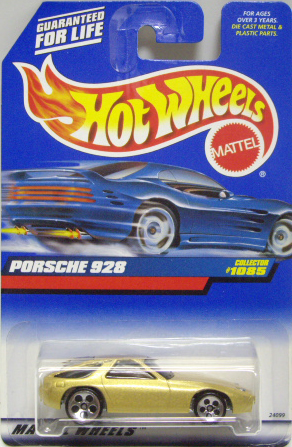 GUARANTEED
FOR LIFE
FOR AGES
OVER 3 YEARS.
DIE CAST METAL &
PLASTIC PARTS.
HOT WHEELS
MATTEL
®
PORSCHE 928
COLLECTOR
#1085
24099
WHEELS